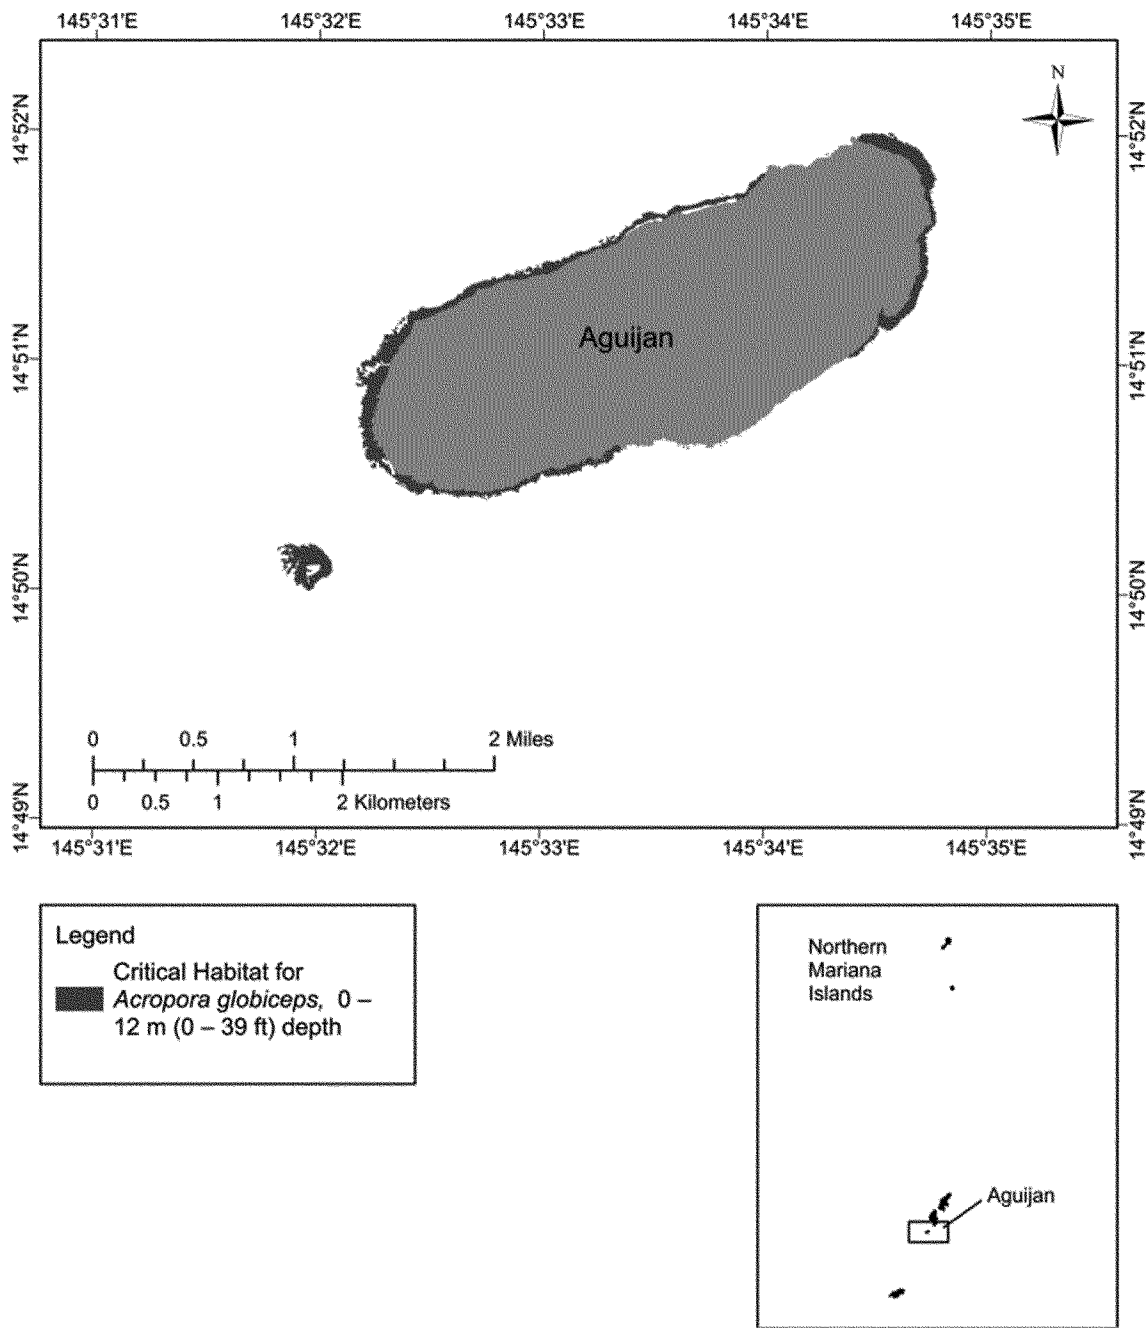 145°31'E 145°32'E 145°33'E 145°34'E 145°35'E
N
14°52'N 14°52'N
Aguijan
14°51'N 14°51'N
14°50'N 14°50'N
0 0.5 1 2 Miles
0 0.5 1 2 Kilometers
14°49'N 14°49'N
145°31'E 145°32'E 145°33'E 145°34'E 145°35'E
Legend
Critical Habitat for
Acropora globiceps, 0 –
12 m (0 – 39 ft) depth
Northern
Mariana
Islands
Aguijan